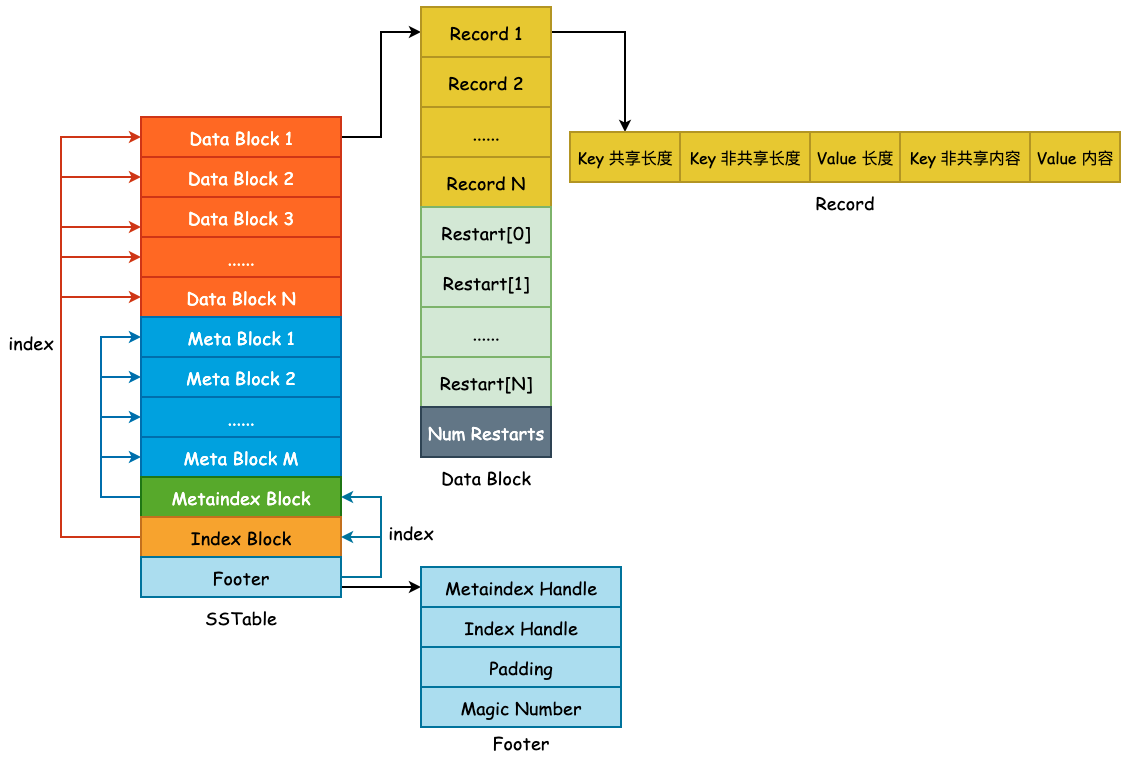 Data Block 1
Data Block 2
Data Block 3
......
Data Block N
Meta Block 1
Meta Block 2
......
Meta Block M
Metaindex Block
Index Block
Footer
SSTable
index
index
Record 1
Record 2
......
Record N
Restart[0]
Restart[1]
......
Restart[N]
Num Restarts
Data Block
Key 共享长度
Key 非共享长度
Value 长度
Key 非共享内容
Value 内容
Record
Metaindex Handle
Index Handle
Padding
Magic Number
Footer